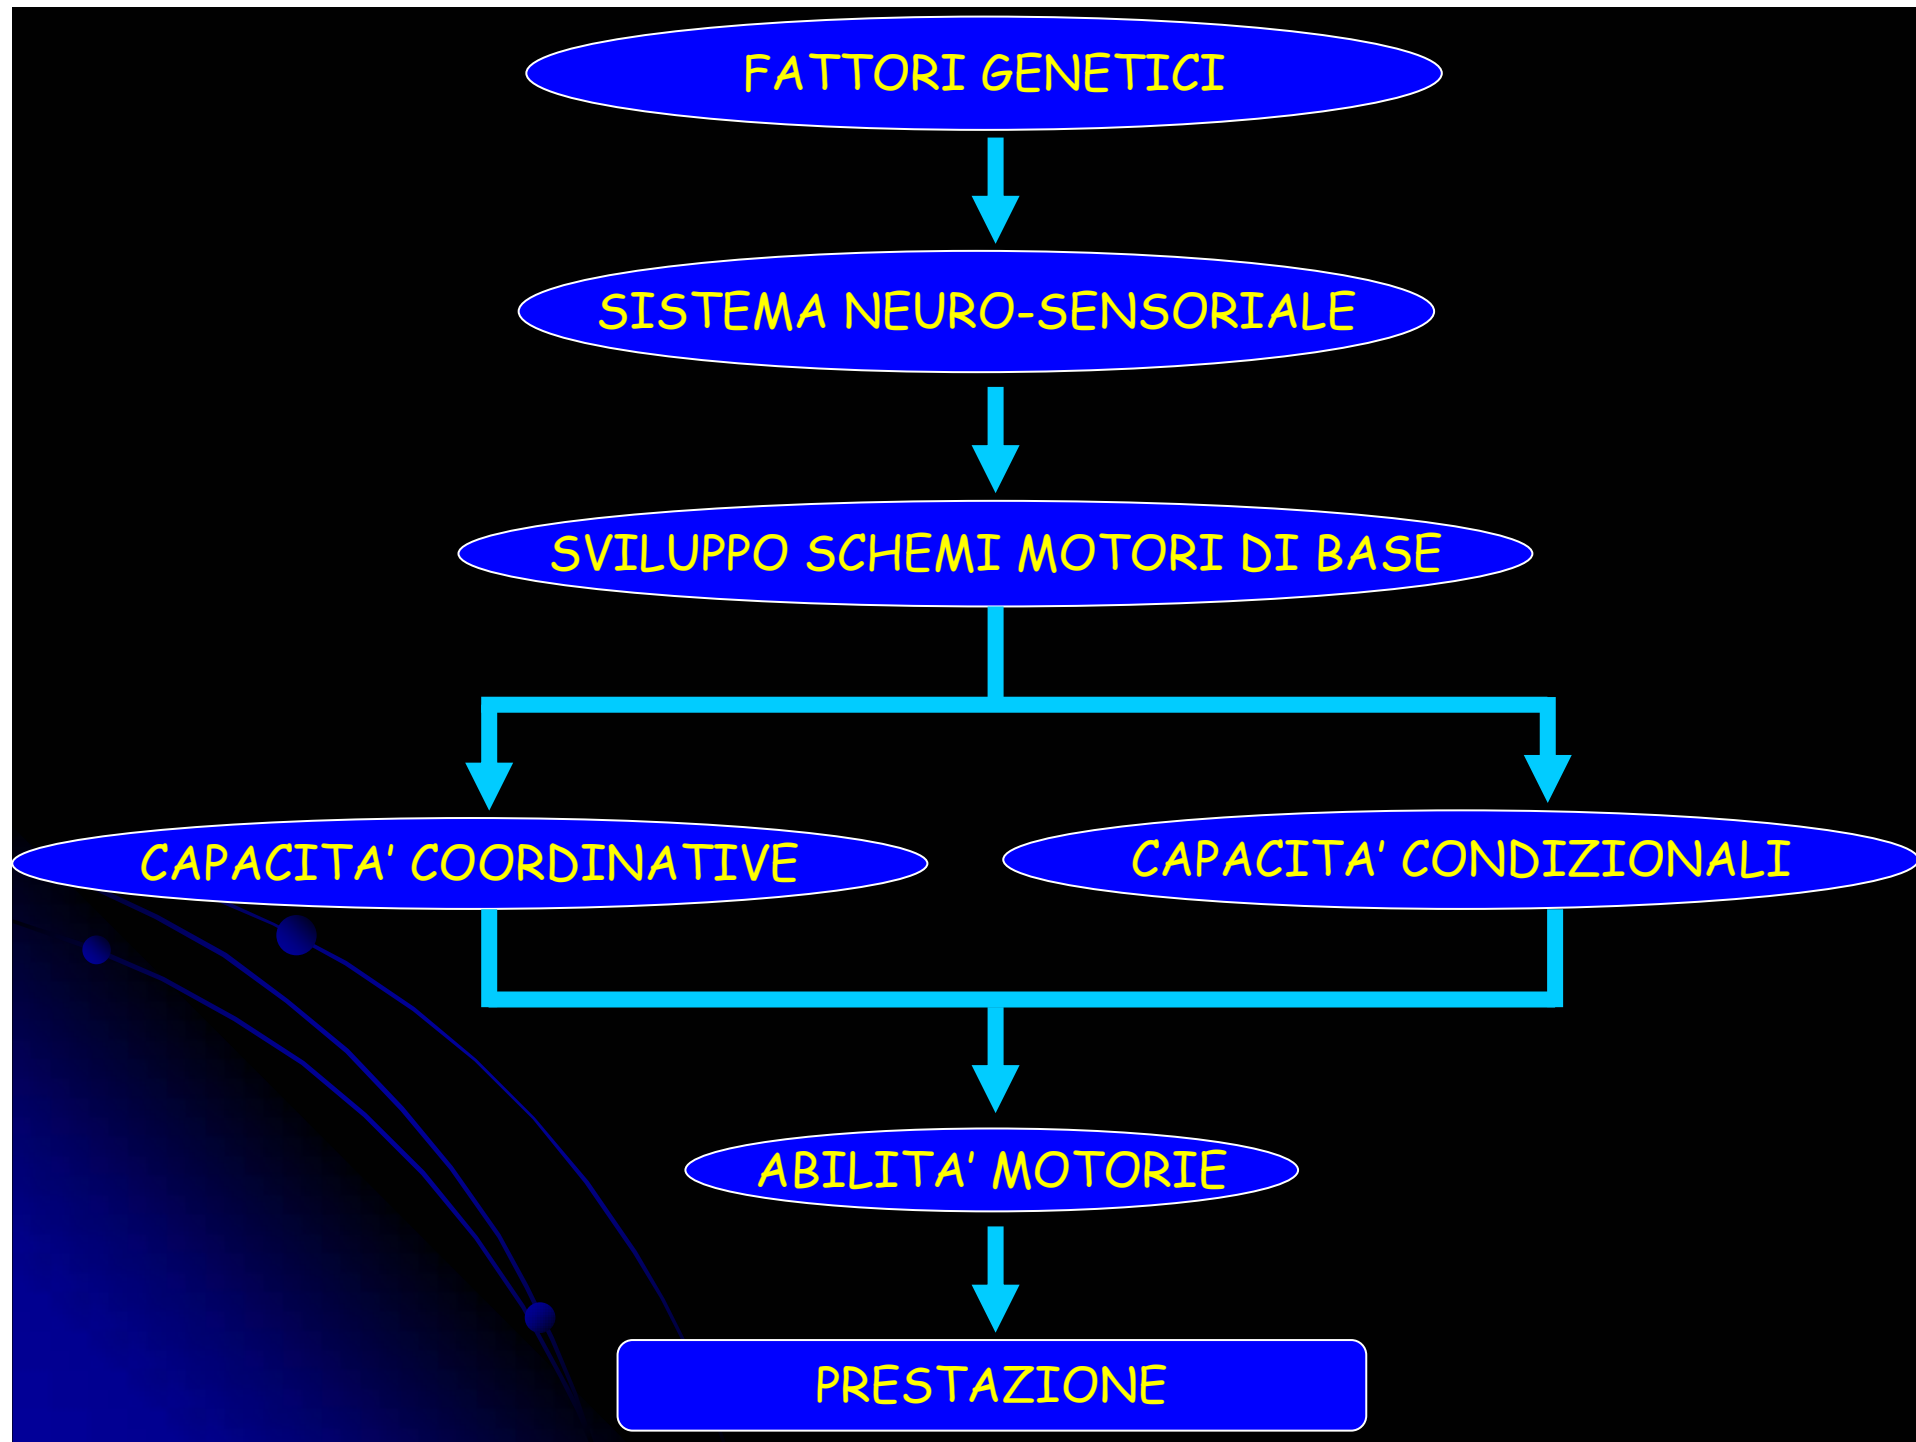 FATTORI GENETICI
SISTEMA NEURO-SENSORIALE
SVILUPPO SCHEMI MOTORI DI BASE
CAPACITA' COORDINATIVE
CAPACITA' CONDIZIONALI
ABILITA' MOTORIE
PRESTAZIONE